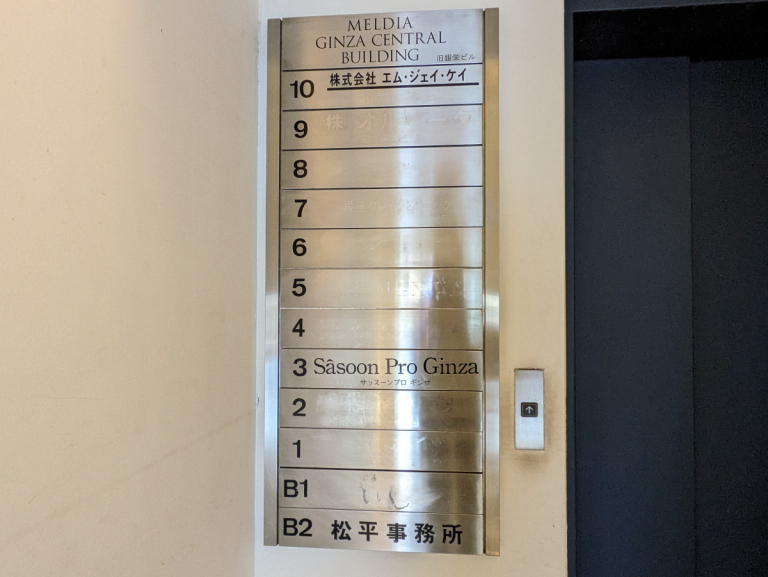 MELDIA
GINZA CENTRAL
BUILDING 旧銀栄ビル
10 株式会社 エム・ジェイ・ケイ
9
8
7
6
5
4
3 Sâsoon Pro Ginza
サッスーンプロ ギンザ
2
1
B1
B2 松平事務所